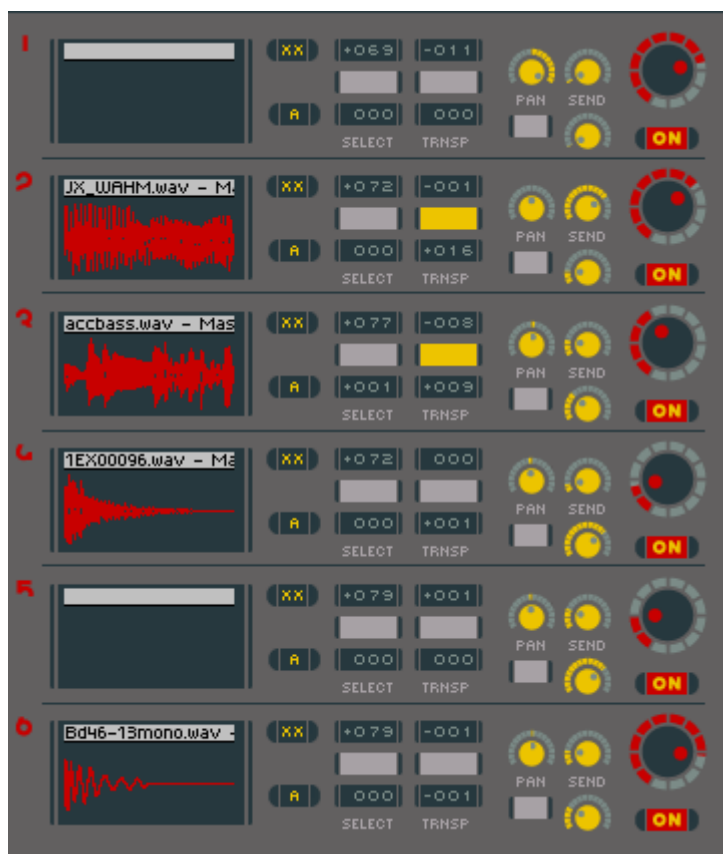 1
XX +069 -011
A 000 000
SELECT TRNSP
PAN SEND
ON
2
JX_WAHM.wav - Ma
XX +072 -001
A 000 +016
SELECT TRNSP
PAN SEND
ON
3
accbass.wav - Mas
XX +077 -008
A +001 +009
SELECT TRNSP
PAN SEND
ON
4
1EX00096.wav - Ma
XX +072 000
A 000 +001
SELECT TRNSP
PAN SEND
ON
5
XX +079 +001
A 000 000
SELECT TRNSP
PAN SEND
ON
6
Bd46-13mono.wav -
XX +079 -001
A 000 -001
SELECT TRNSP
PAN SEND
ON